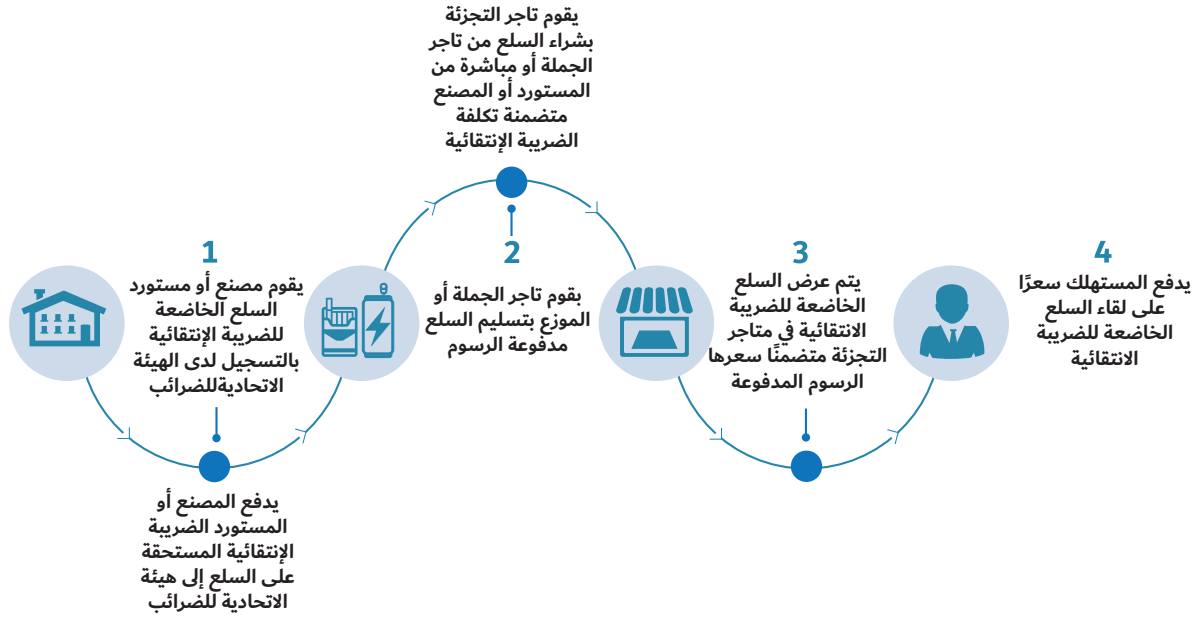 1
يقوم مصنع أو مستورد
السلع الخاضعة
للضريبة الإنتقائية
بالتسجيل لدى الهيئة
الاتحاديةللضرائب
يدفع المصنع أو
المستورد الضريبة
الإنتقائية المستحقة
على السلع إلى هيئة
الاتحادية للضرائب
يقوم تاجر التجزئة
بشراء السلع من تاجر
الجملة أو مباشرة من
المستورد أو المصنع
متضمنة تكلفة
الضريبة الإنتقائية
2
بقوم تاجر الجملة أو
الموزع بتسليم السلع
مدفوعة الرسوم
3
يتم عرض السلع
الخاضعة للضريبة
الانتقائية في متاجر
التجزئة متضمنًا سعرها
الرسوم المدفوعة
4
يدفع المستهلك سعرًا
على لقاء السلع
الخاضعة للضريبة
الانتقائية